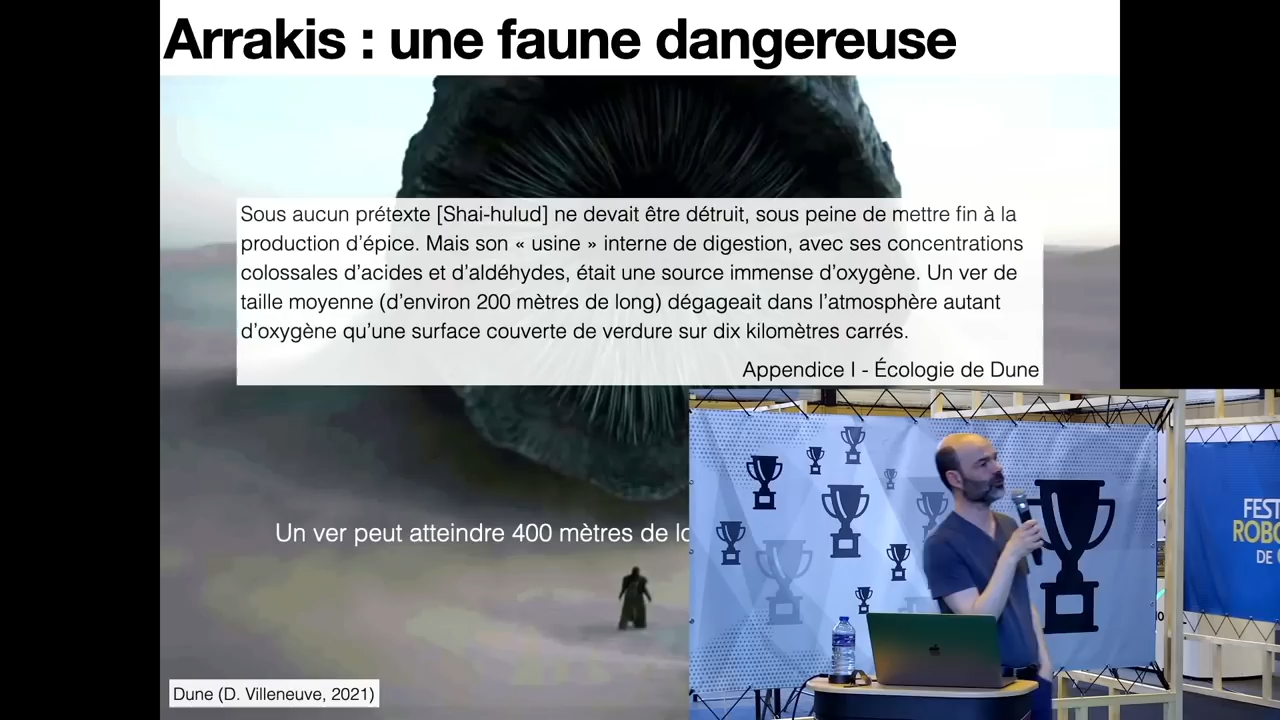 Arrakis : une faune dangereuse
Sous aucun prétexte [Shai-hulud] ne devait être détruit, sous peine de mettre fin à la
production d’épice. Mais son « usine » interne de digestion, avec ses concentrations
colossales d’acides et d’aldéhydes, était une source immense d’oxygène. Un ver de
taille moyenne (d’environ 200 mètres de long) dégageait dans l’atmosphère autant
d’oxygène qu’une surface couverte de verdure sur dix kilomètres carrés.
Appendice I - Écologie de Dune
Un ver peut atteindre 400 mètres de
FEST
ROBO
DE
Dune (D. Villeneuve, 2021)